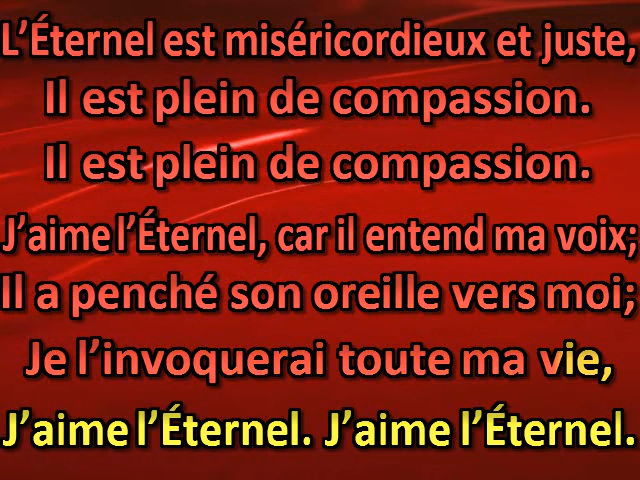 L’Éternel est miséricordieux et juste,
Il est plein de compassion.
Il est plein de compassion.
J’aime l’Éternel, car il entend ma voix;
Il a penché son oreille vers moi;
Je l’invoquerai toute ma vie,
J’aime l’Éternel. J’aime l’Éternel.